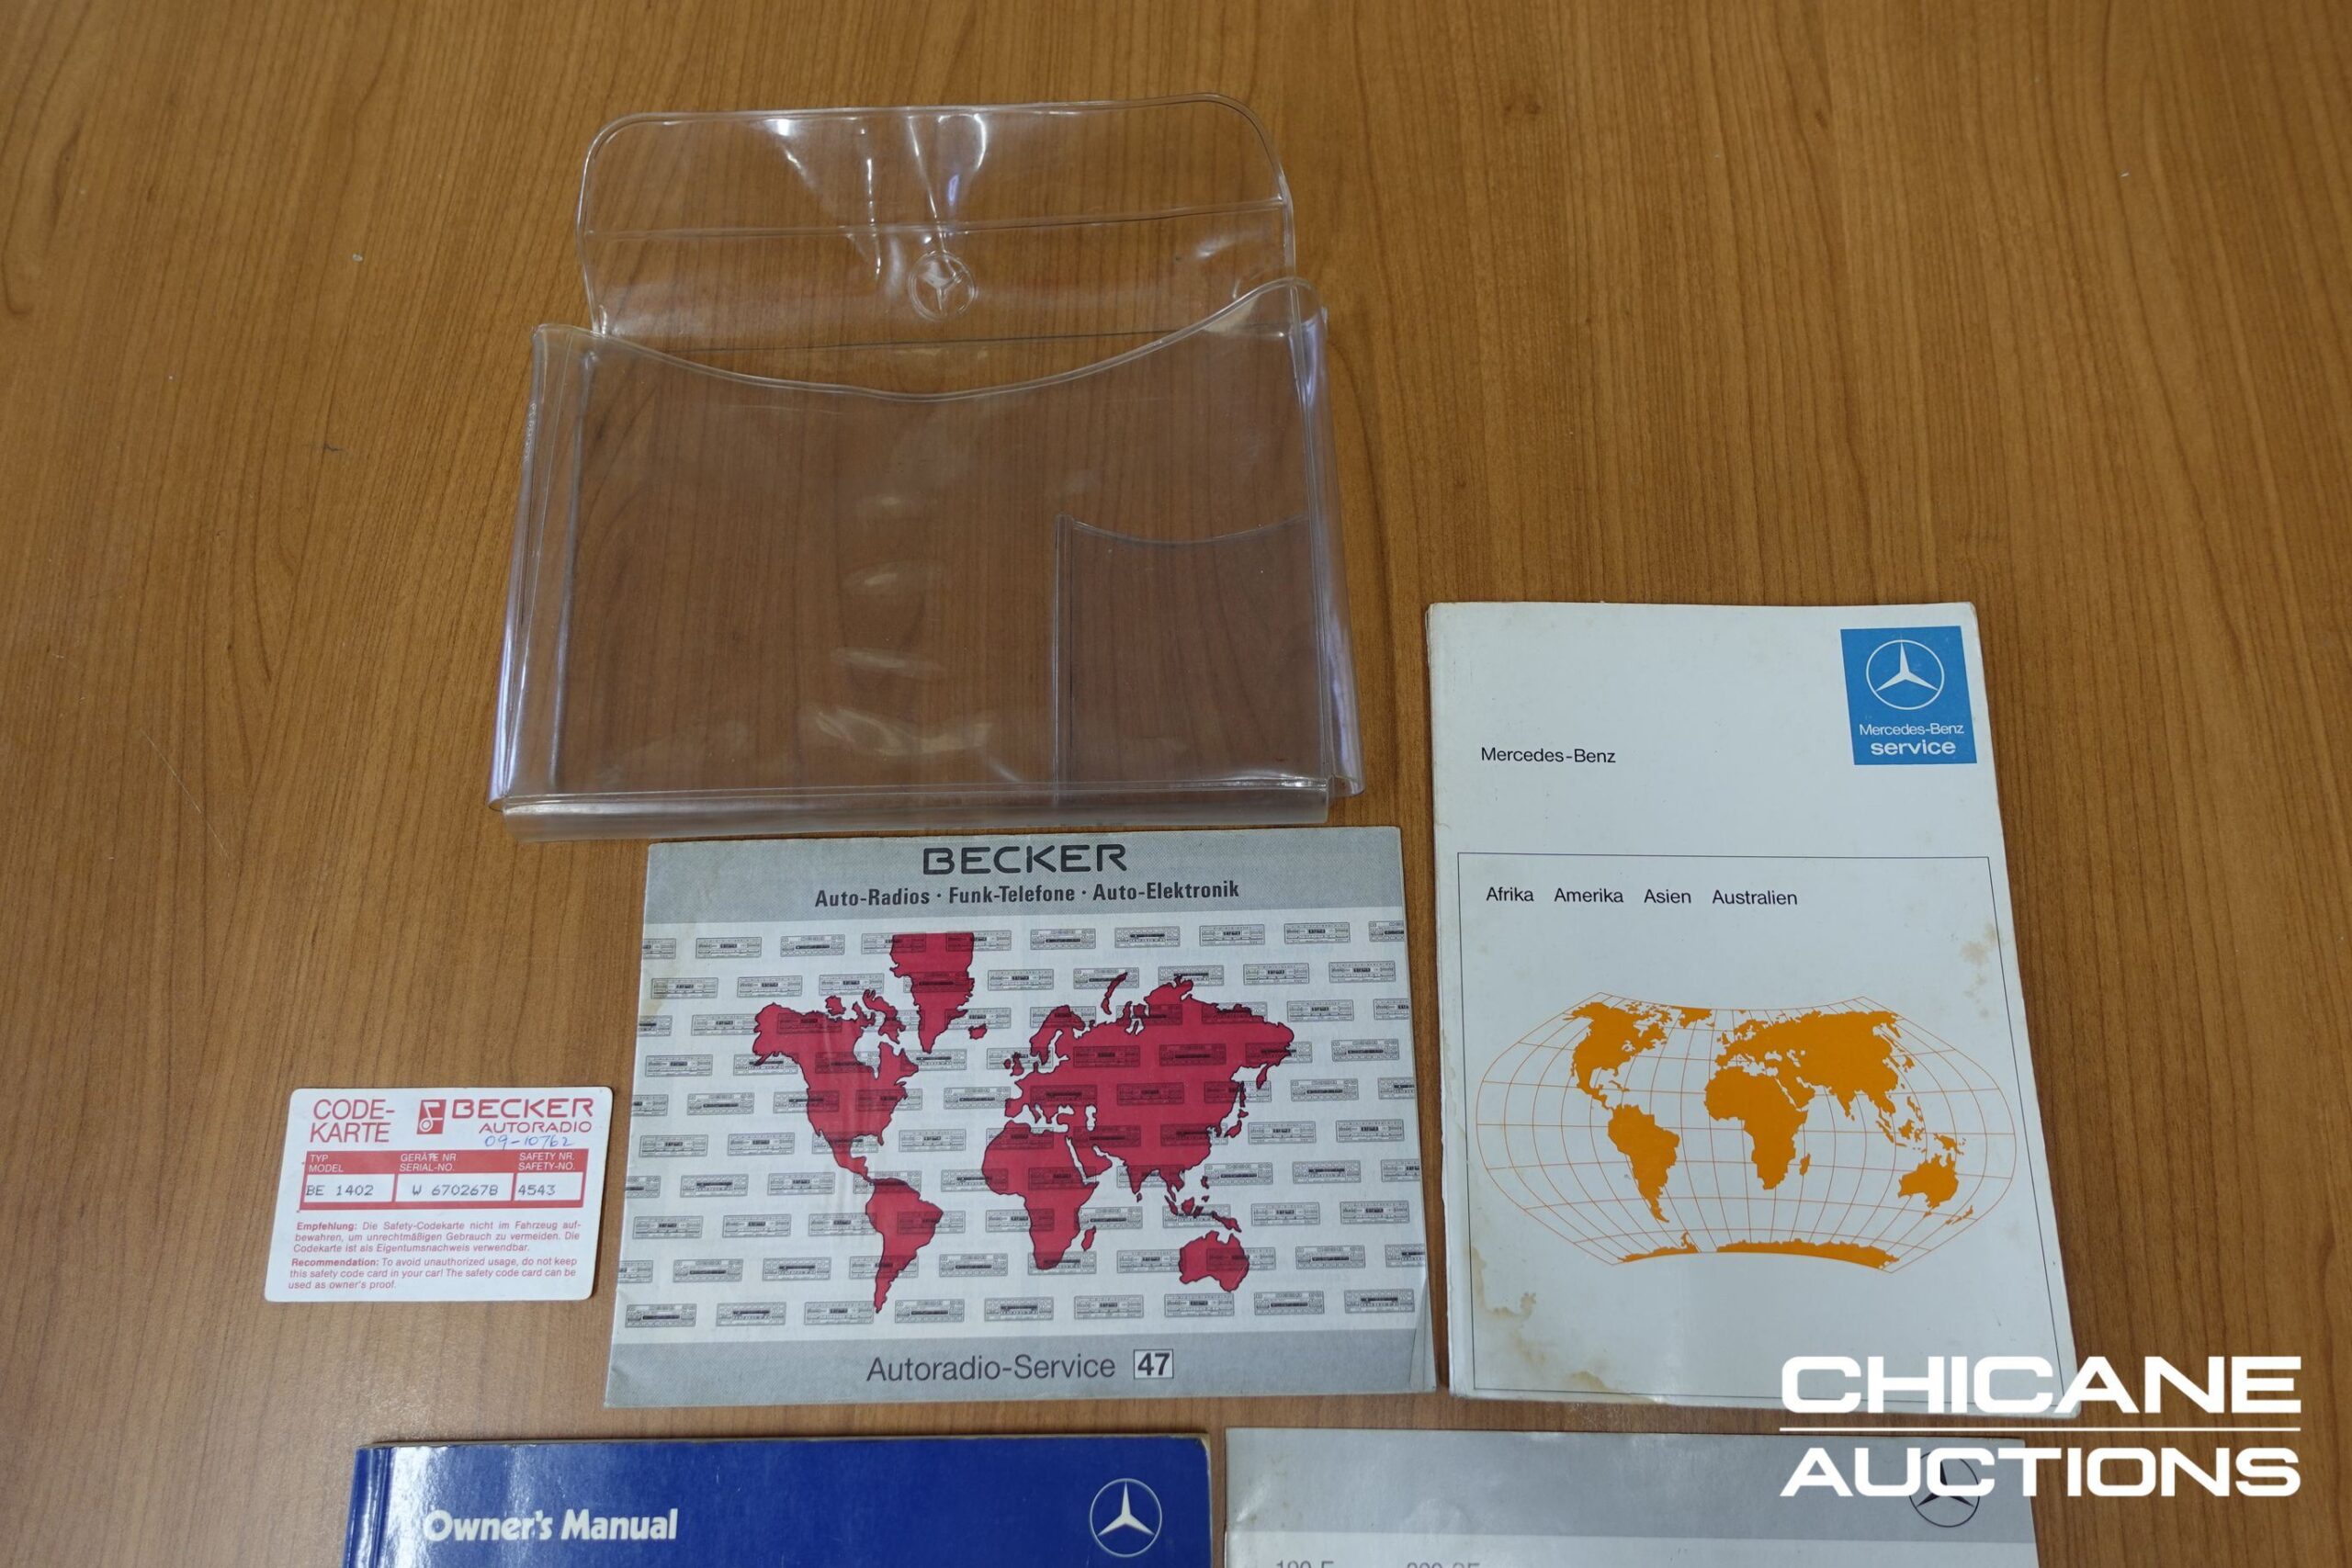 BECKER
Auto-Radios · Funk-Telefone · Auto-Elektronik
Autoradio-Service 47
Mercedes-Benz
service
Mercedes-Benz
Afrika Amerika Asien Australien
CODE-
KARTE
BECKER
AUTORADIO
09-10762
TYP
MODEL
GERÄTE NR
SERIAL-NO.
SAFETY NR.
SAFETY-NO.
BE 1402
W 6702678
4543
Empfehlung: Die Safety-Codekarte nicht im Fahrzeug auf-
bewahren, um unrechtmäßigen Gebrauch zu vermeiden. Die
Codekarte ist als Eigentumsnachweis verwendbar.
Recommendation: To avoid unauthorized usage, do not keep
this safety code card in your car! The safety code card can be
used as owner's proof.
Owner's Manual
CHICANE
AUCTIONS